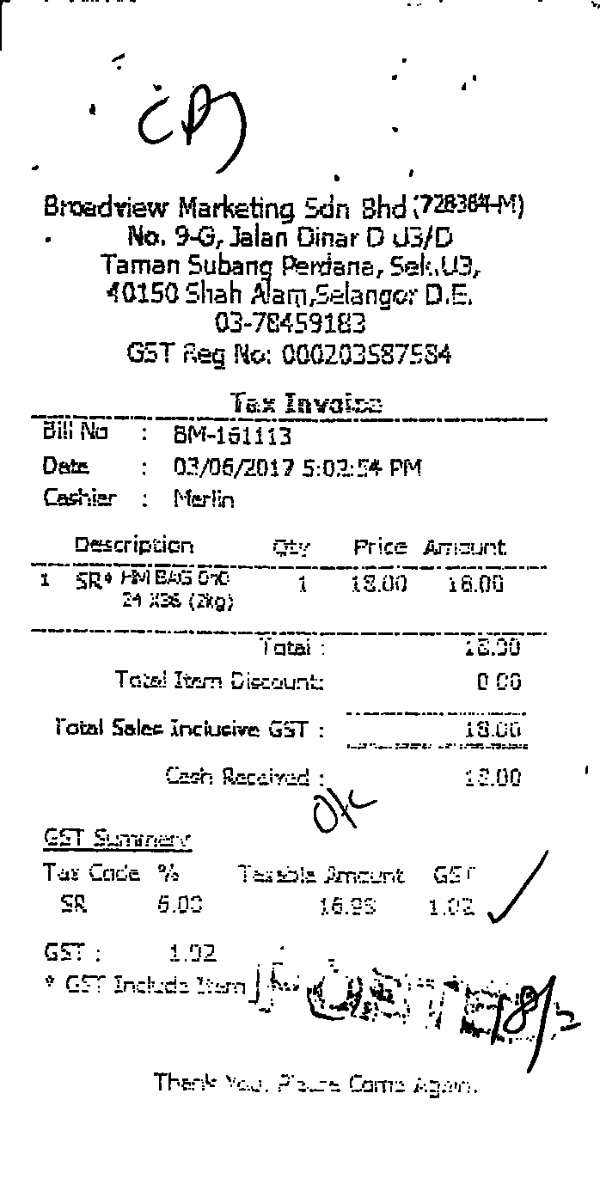 Broadview Marketing Sdn Bhd (728384-M)
No. 9-G, Jalan Dinar D U3/D
Taman Subang Perdana, Sek.U3,
40150 Shah Alam,Selangor D.E.
03-78459183
GST Reg No: 000203587584
Tax Invoice
Bill No : BM-161113
Date : 03/06/2017 5:02:54 PM
Cashier : Merlin
Description Qty Price Amount
1 SR* HM BAG 1 18.00 18.00
24 X36 (2kg)
Total : 18.00
Total Item Discount: 0.00
Total Sales Inclusive GST : 18.00
Cash Received : 18.00
OK
GST Summary
Tax Code % Taxable Amount GST
SR 6.00 16.98 1.02
GST : 1.02
* GST Include Item
Thank You. Please Come Again.